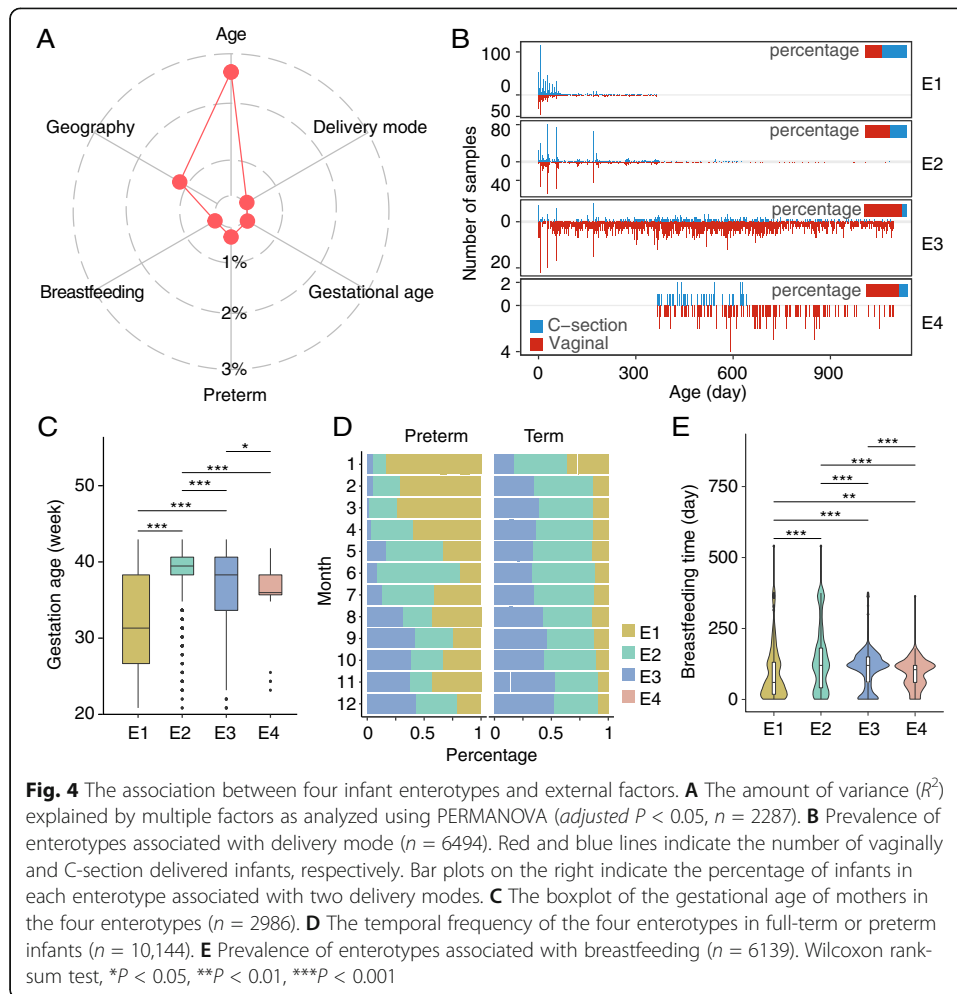 A
Age
Geography
Delivery mode
Breastfeeding
Gestational age
Preterm
1%
2%
3%
B
Number of samples
100
0
50
percentage
E1
80
0
40
percentage
E2
0
20
percentage
E3
2
0
4
percentage
E4
C-section
Vaginal
0 300 600 900
Age (day)
C
Gestation age (week)
50
40
30
20
*
***
***
***
***
E1 E2 E3 E4
D
Preterm Term
Month
1
2
3
4
5
6
7
8
9
10
11
12
0 0.5 1 0 0.5 1
Percentage
E1
E2
E3
E4
E
Breastfeeding time (day)
750
500
250
0
***
***
***
**
***
***
E1 E2 E3 E4
Fig. 4 The association between four infant enterotypes and external factors. A The amount of variance (R²)
explained by multiple factors as analyzed using PERMANOVA (adjusted P < 0.05, n = 2287). B Prevalence of
enterotypes associated with delivery mode (n = 6494). Red and blue lines indicate the number of vaginally
and C-section delivered infants, respectively. Bar plots on the right indicate the percentage of infants in
each enterotype associated with two delivery modes. C The boxplot of the gestational age of mothers in
the four enterotypes (n = 2986). D The temporal frequency of the four enterotypes in full-term or preterm
infants (n = 10,144). E Prevalence of enterotypes associated with breastfeeding (n = 6139). Wilcoxon rank-
sum test, *P < 0.05, **P < 0.01, ***P < 0.001